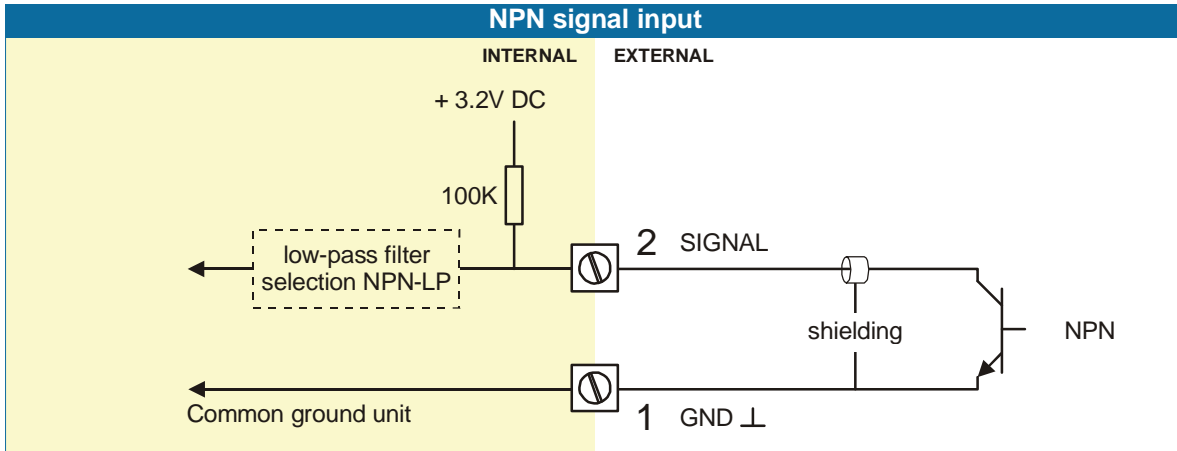 NPN signal input
INTERNAL EXTERNAL
+ 3.2V DC
100K
low-pass filter
selection NPN-LP
2 SIGNAL
shielding
NPN
Common ground unit
1 GND ⊥